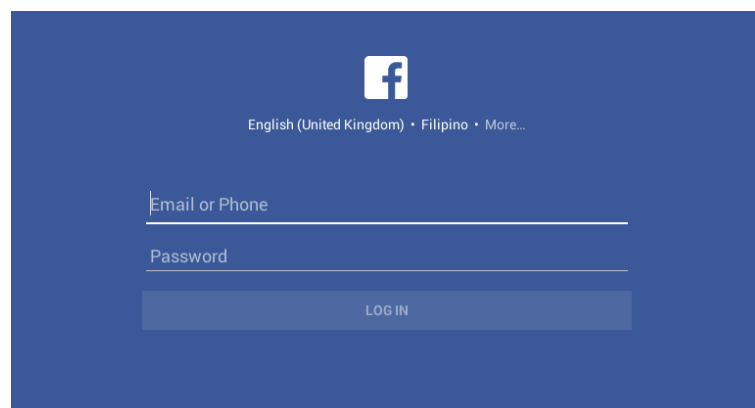 English (United Kingdom) • Filipino • More...
Email or Phone
Password
LOG IN